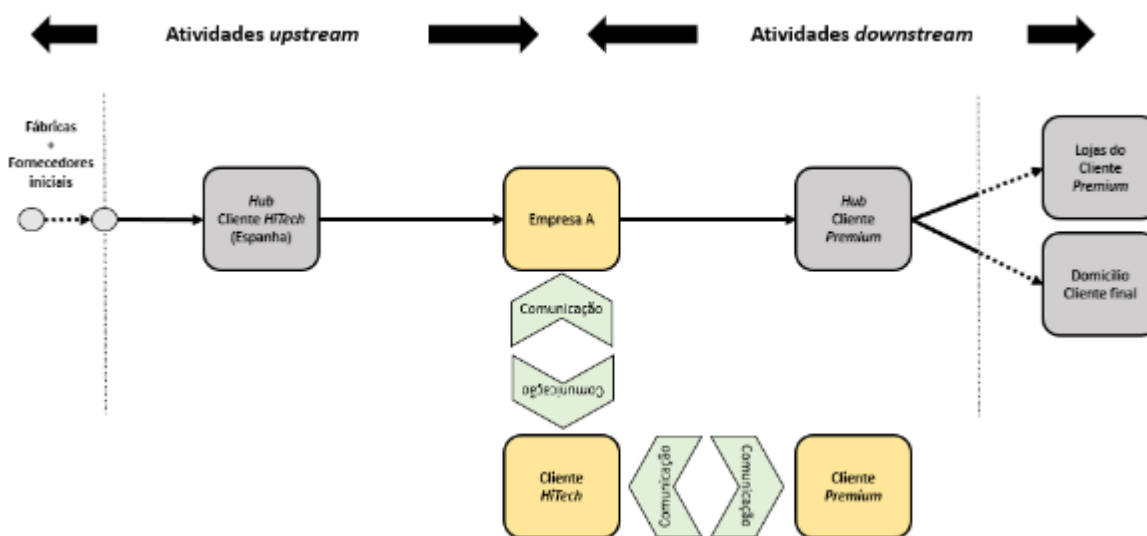 Atividades upstream
Atividades downstream
Fábricas
+
Fornecedores
iniciais
Hub
Cliente HiTech
(Espanha)
Empresa A
Hub
Cliente
Premium
Lojas do
Cliente
Premium
Domicílio
Cliente final
Comunicação
Comunicação
Cliente
HiTech
Comunicação
Comunicação
Cliente
Premium